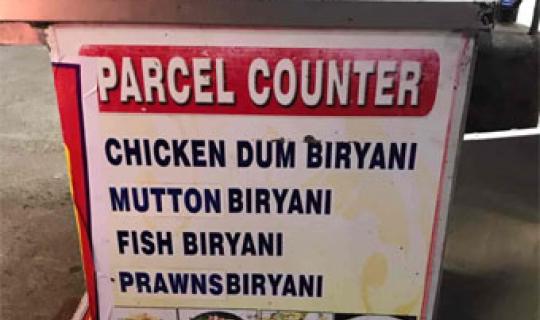 PARCEL COUNTER
CHICKEN DUM BIRYANI
MUTTON BIRYANI
FISH BIRYANI
PRAWNSBIRYANI